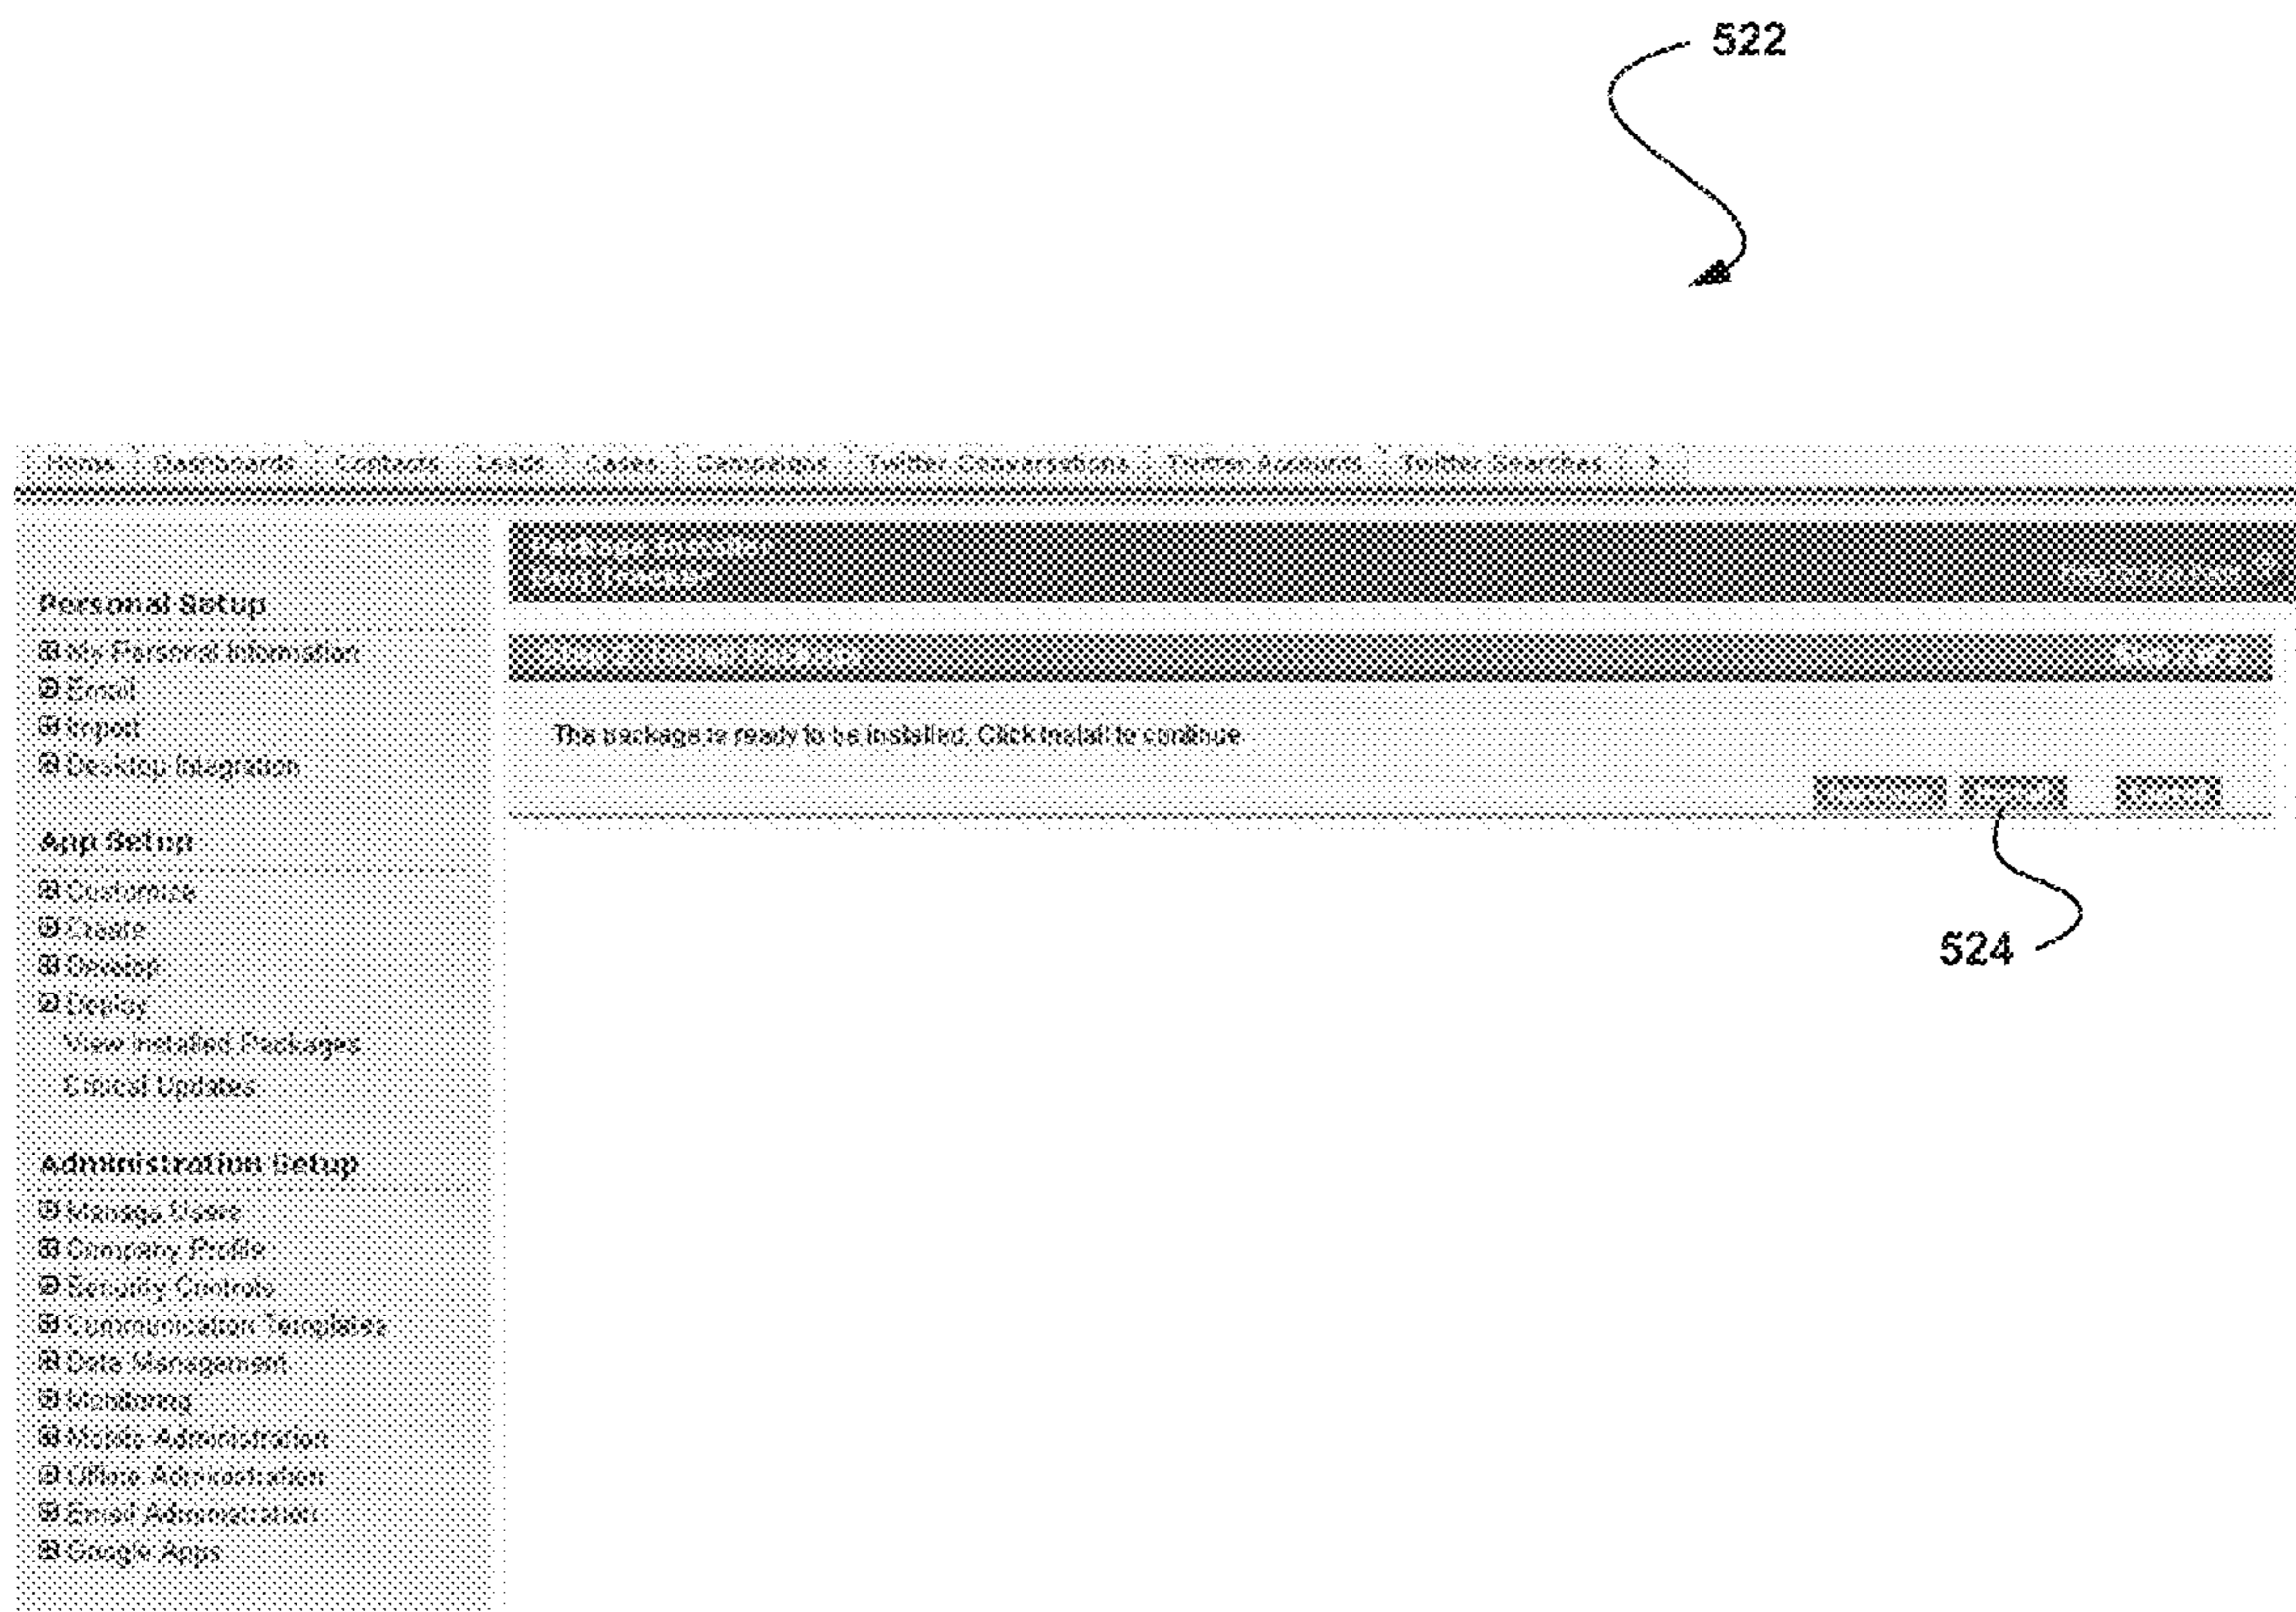 522
Home Dashboards Contacts Leads Cases Campaigns Twitter Conversations Twitter Accounts Twitter Searches
Package Installer
Personal Setup
My Personal Information
Email
Import
Desktop Integration
The package is ready to be installed. Click Install to continue
App Setup
Customize
Create
Develop
Deploy
View Installed Packages
Critical Updates
524
Administration Setup
Manage Users
Company Profile
Security Controls
Communication Templates
Data Management
Monitoring
Mobile Administration
Offline Administration
Email Administration
Google Apps